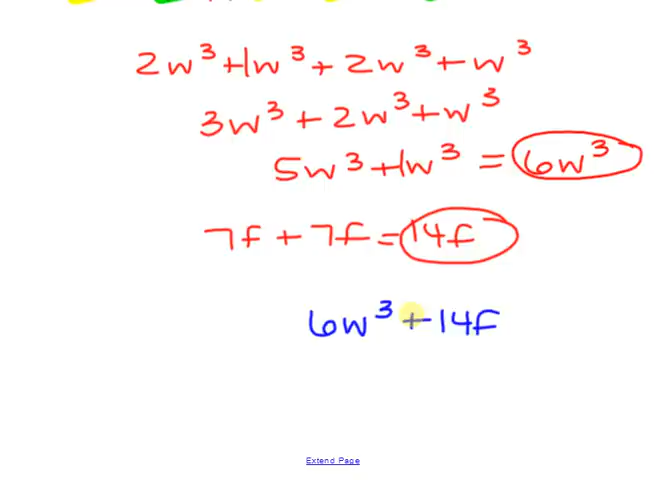 2w³ + 1w³ + 2w³ + w³
3w³ + 2w³ + w³
5w³ + 1w³ = 6w³
7f + 7f = 14f
6w³ + 14f
Extend Page